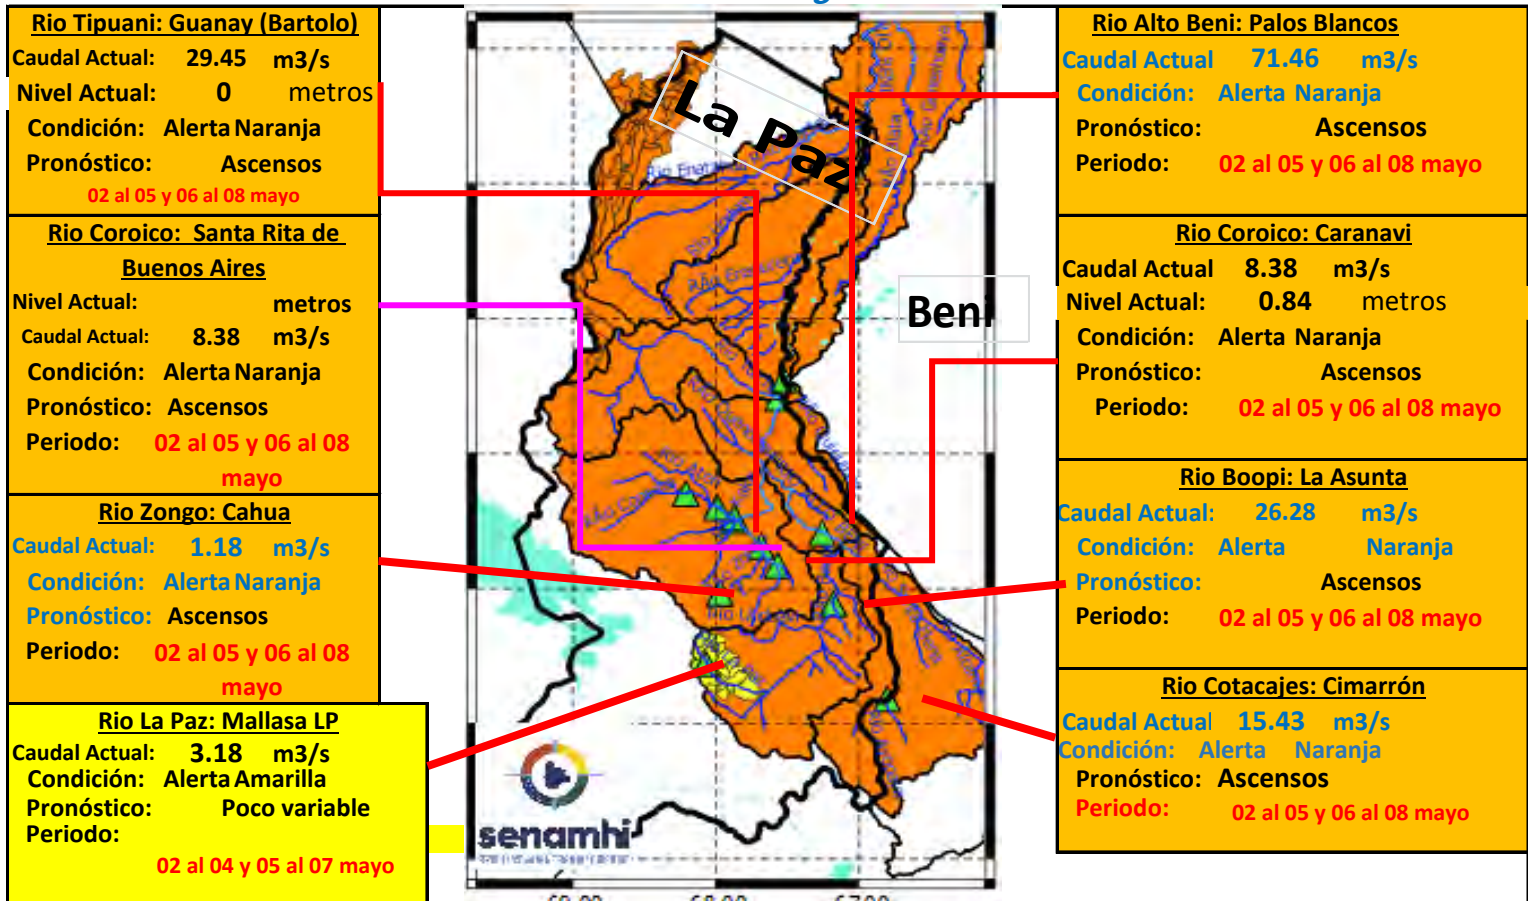 Rio Tipuani: Guanay (Bartolo)
Caudal Actual: 29.45 m3/s
Nivel Actual: 0 metros
Condición: Alerta Naranja
Pronóstico: Ascensos
02 al 05 y 06 al 08 mayo
Rio Coroico: Santa Rita de
Buenos Aires
Nivel Actual: metros
Caudal Actual: 8.38 m3/s
Condición: Alerta Naranja
Pronóstico: Ascensos
Periodo: 02 al 05 y 06 al 08
mayo
Rio Zongo: Cahua
Caudal Actual: 1.18 m3/s
Condición: Alerta Naranja
Pronóstico: Ascensos
Periodo: 02 al 05 y 06 al 08
mayo
Rio La Paz: Mallasa LP
Caudal Actual: 3.18 m3/s
Condición: Alerta Amarilla
Pronóstico: Poco variable
Periodo:
02 al 04 y 05 al 07 mayo
La Paz
Beni
senamhi
Rio Alto Beni: Palos Blancos
Caudal Actual 71.46 m3/s
Condición: Alerta Naranja
Pronóstico: Ascensos
Periodo: 02 al 05 y 06 al 08 mayo
Rio Coroico: Caranavi
Caudal Actual 8.38 m3/s
Nivel Actual: 0.84 metros
Condición: Alerta Naranja
Pronóstico: Ascensos
Periodo: 02 al 05 y 06 al 08 mayo
Rio Boopi: La Asunta
Caudal Actual: 26.28 m3/s
Condición: Alerta Naranja
Pronóstico: Ascensos
Periodo: 02 al 05 y 06 al 08 mayo
Rio Cotacajes: Cimarrón
Caudal Actual 15.43 m3/s
Condición: Alerta Naranja
Pronóstico: Ascensos
Periodo: 02 al 05 y 06 al 08 mayo